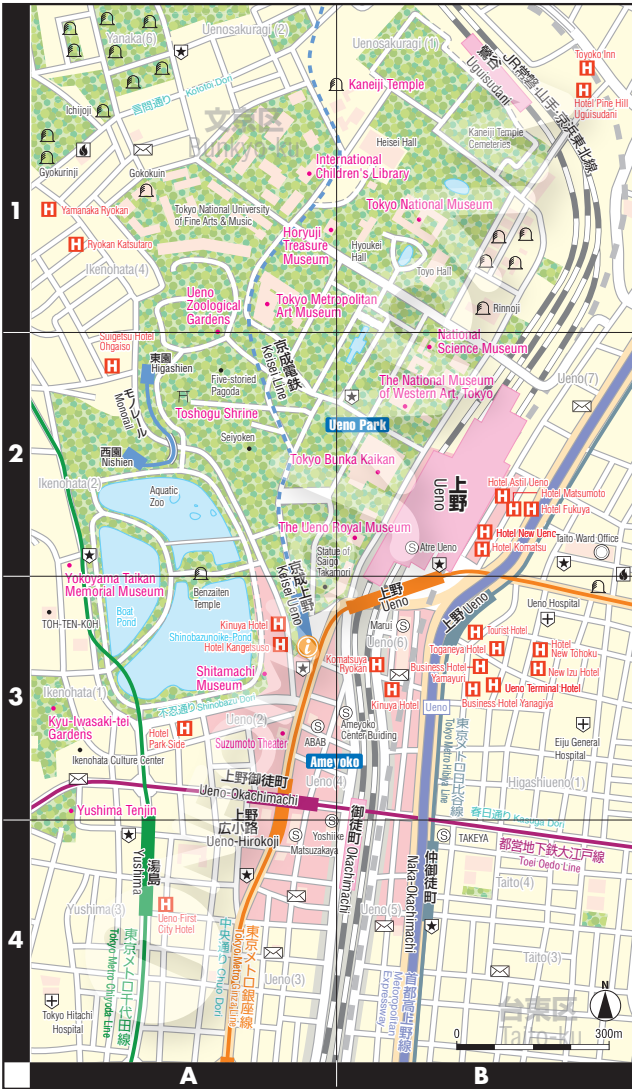 Yanaka(6)
Uenosakuragi (2)
Uenosakuragi (1)
鶯谷
Uguisudani
JR常磐・山手・京浜東北線
Toyoko Inn
Hotel Pine Hill
Uguisudani
Kaneiji Temple
Ichijoji
言問通り Kototoi Dori
文京区
Bunkyo-ku
Kaneiji Temple
Cemeteries
Heisei Hall
Gyokurinji
Gokokuin
International
Children's Library
1
Yamanaka Ryokan
Tokyo National University
of Fine Arts & Music
Tokyo National Museum
Ryokan Katsutaro
Horyuji
Treasure
Museum
Hyoukei
Hall
Toyo Hall
Ikenohata(4)
Ueno
Zoological
Gardens
Tokyo Metropolitan
Art Museum
Rinnoji
Suigetsu Hotel
Ohgaiso
東園
Higashien
京成電鉄
Keisei Line
National
Science Museum
モノレール
Monorail
Five-storied
Pagoda
The National Museum
of Western Art, Tokyo
Ueno(7)
Toshogu Shrine
Ueno Park
西園
Nishien
Seiyoken
2
Tokyo Bunka Kaikan
上野
Ueno
Ikenohata(2)
Aquatic
Zoo
Hotel Astil Ueno
Hotel Matsumoto
Hotel Fukuya
The Ueno Royal Museum
Hotel New Ueno
Taito-Ward Office
Atre Ueno
Hotel Komatsu
Statue of
Saigo
Takamori
Yokoyama Taikan
Memorial Museum
京成上野
Keisei Ueno
上野
Ueno
上野 Ueno
Benzaiten
Temple
Boat
Pond
TOH-TEN-KOH
Shinobazunoike-Pond
Kinuya Hotel
Hotel Kangetsuso
Marui
Ueno Hospital
Tourist Hotel
Ueno(6)
Toganeya Hotel
Hotel
New Tohoku
Komatsuya
Ryokan
Business Hotel
Yamayuri
New Izu Hotel
Shitamachi
Museum
3
Kinuya Hotel
Ueno Terminal Hotel
Business Hotel Yanagiya
Ikenohata(1)
不忍通り Shinobazu Dori
Ueno
Kyu-Iwasaki-tei
Gardens
Hotel
Park Side
Ueno(2)
Suzumoto Theater
ABAB
Ameyoko
Center Buiding
東京メトロ日比谷線
Tokyo Metro Hibiya Line
Eiju General
Hospital
Ikenohata Culture Center
Ameyoko
上野御徒町
Ueno-Okachimachi
Ueno(4)
Higashiueno(1)
Yushima Tenjin
春日通り Kasuga Dori
上野
広小路
Ueno-Hirokoji
御徒町 Okachimachi
湯島
Yushima
Yoshiike
Matsuzakaya
TAKEYA
都営地下鉄大江戸線
Toei Oedo Line
仲御徒町
Naka-Okachimachi
Taito(4)
Yushima(3)
Ueno First
City Hotel
Ueno(5)
4
東京メトロ千代田線
Tokyo Metro Chiyoda Line
中央通り Chuo Dori
東京メトロ銀座線
Tokyo Metro Ginza Line
Ueno(3)
Metoropolitan
Expressway
首都高上野線
Taito(3)
Tokyo Hitachi
Hospital
台東区
Taito-ku
N
0
300m
A
B